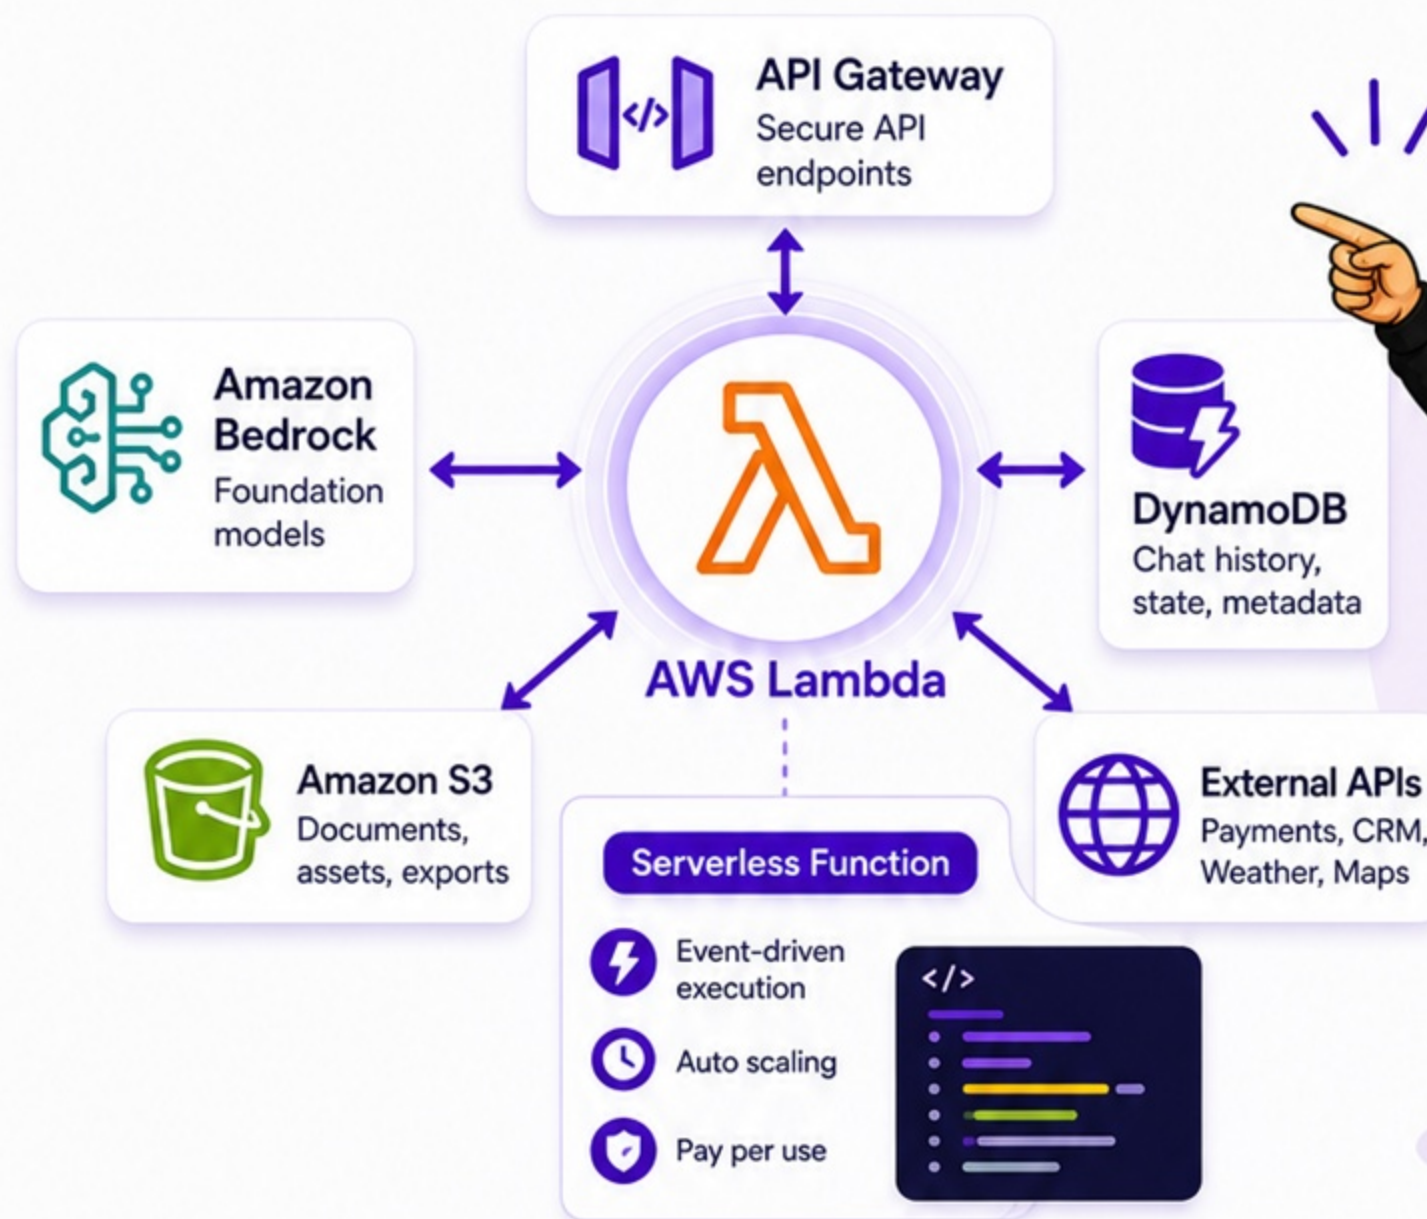 API Gateway
Secure API
endpoints
</>
Amazon
Bedrock
Foundation
models
DynamoDB
Chat history,
state, metadata
AWS Lambda
Amazon S3
Documents,
assets, exports
External APIs
Payments, CRM,
Weather, Maps
Serverless Function
Event-driven
execution
Auto scaling
Pay per use
</>